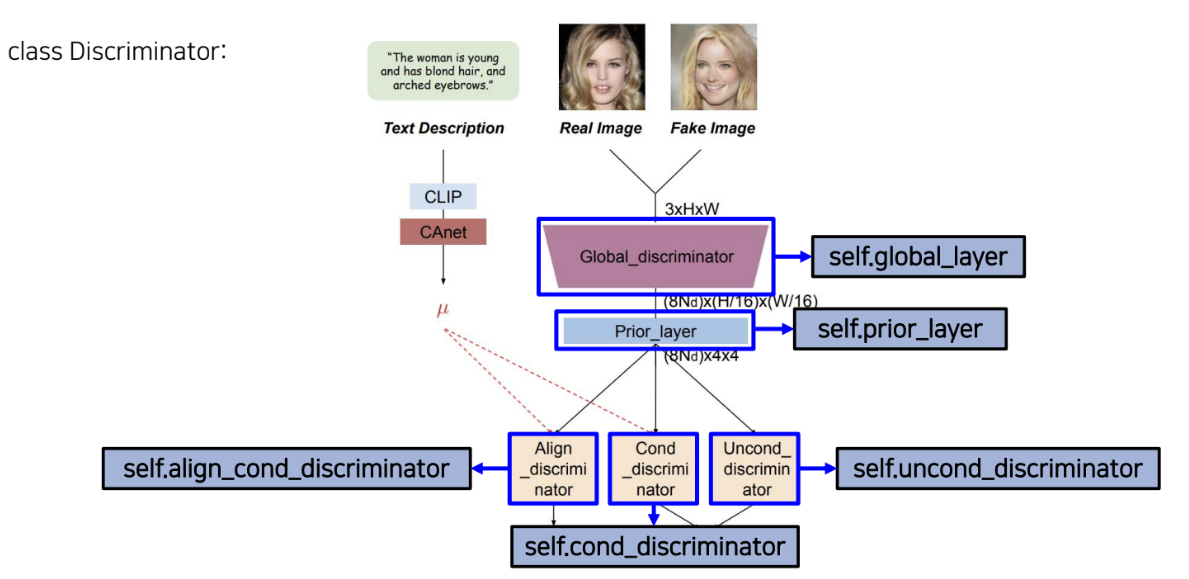 class Discriminator:
"The woman is young
and has blond hair, and
arched eyebrows."
Text Description
Real Image
Fake Image
CLIP
3xHxW
CAnet
Global_discriminator
self.global_layer
μ
(8Nd)x(H/16)x(W/16)
Prior_layer
self.prior_layer
(8Nd)x4x4
Align
_discrimi
nator
Cond
_discrimi
nator
Uncond_
discrimin
ator
self.align_cond_discriminator
self.uncond_discriminator
self.cond_discriminator